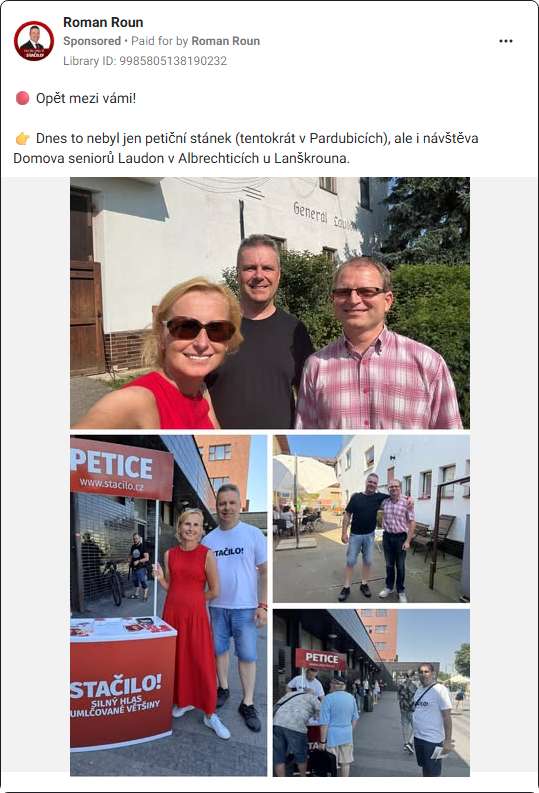 Roman Roun
Sponsored • Paid for by Roman Roun
Library ID: 9985805138190232
Opět mezi vámi!
Dnes to nebyl jen petiční stánek (tentokrát v Pardubicích), ale i návštěva
Domova seniorů Laudon v Albrechticích u Lanškrouna.
General Laudon
PETICE
www.stacilo.cz
STAČILO!
STAČILO!
SILNÝ HLAS
UMLČOVANÉ VĚTŠINY
PETICE
STAČILO!